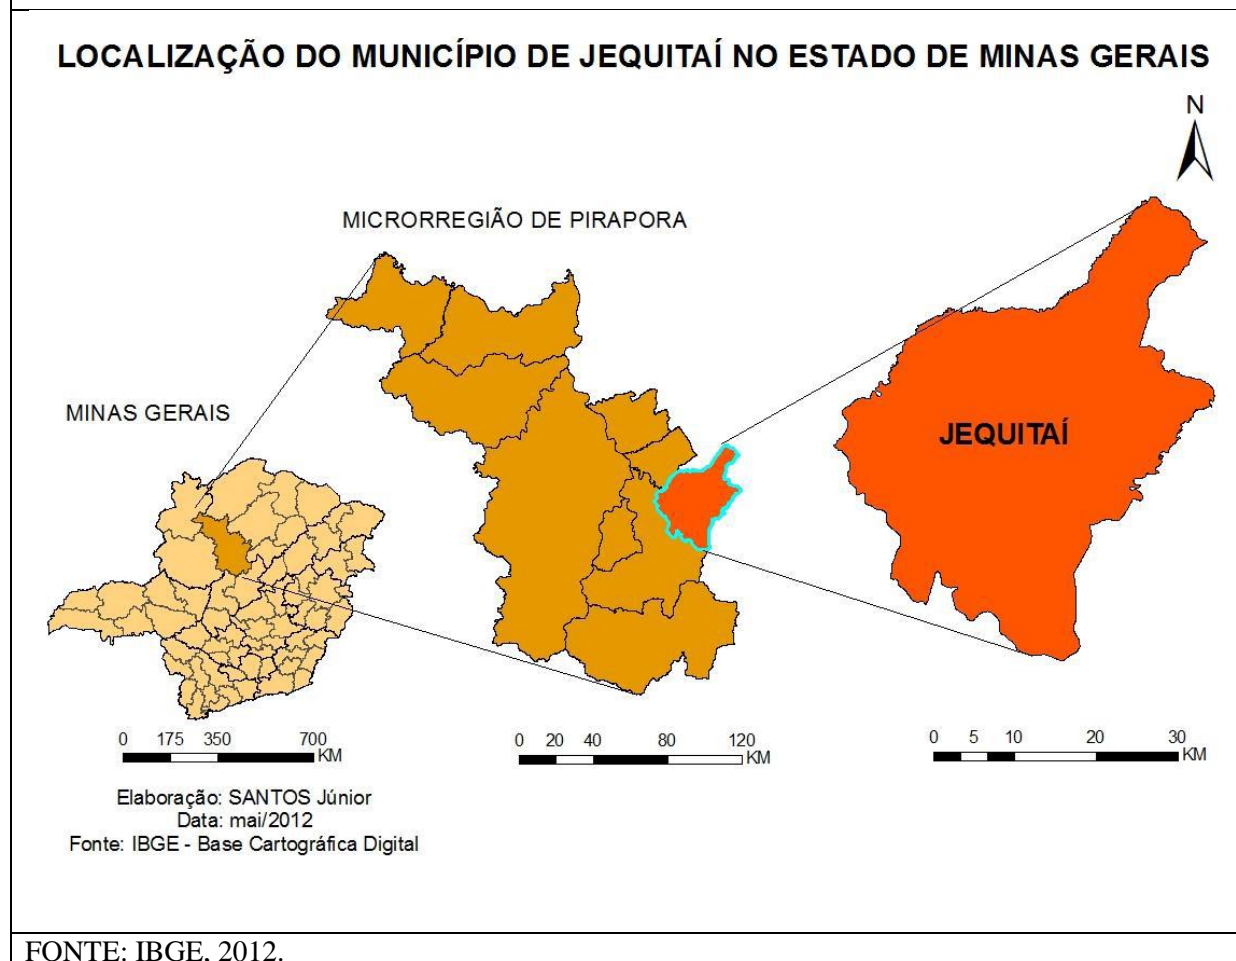 LOCALIZAÇÃO DO MUNICÍPIO DE JEQUITAÍ NO ESTADO DE MINAS GERAIS
N
MICRORREGIÃO DE PIRAPORA
MINAS GERAIS
JEQUITAÍ
0 175 350 700
KM
0 20 40 80 120
KM
0 5 10 20 30
KM
Elaboração: SANTOS Júnior
Data: mai/2012
Fonte: IBGE - Base Cartográfica Digital
FONTE: IBGE, 2012.